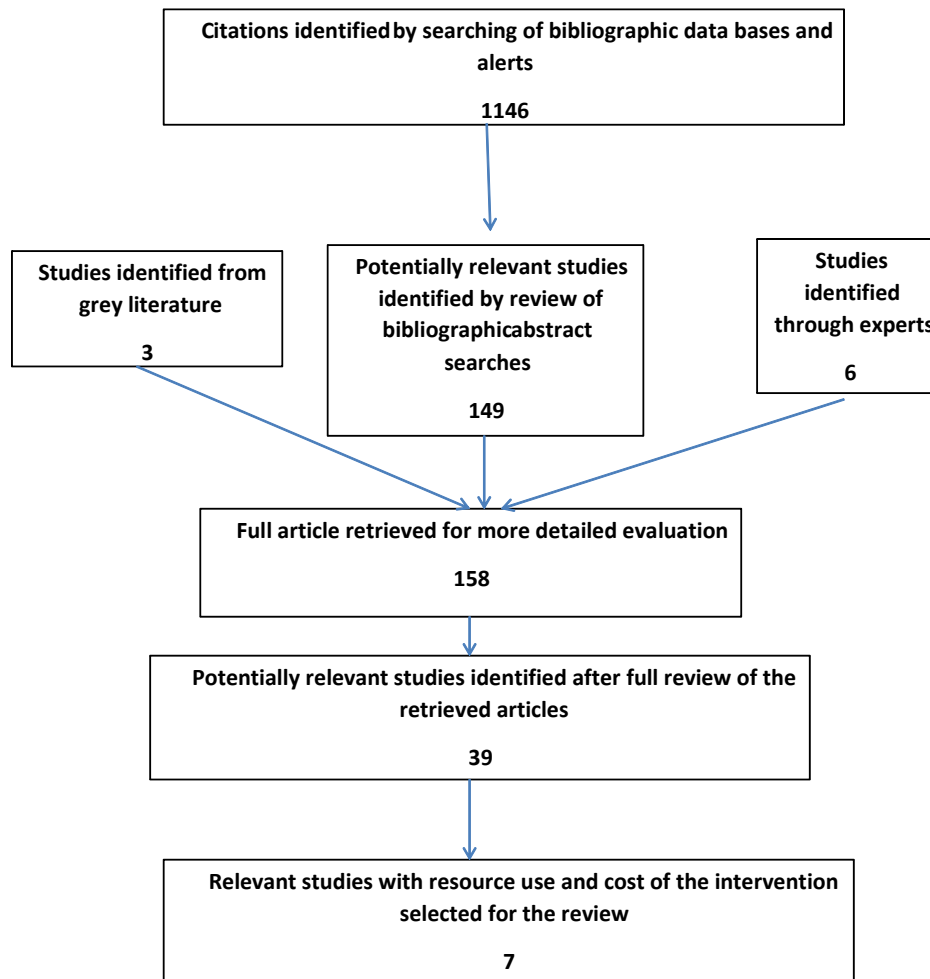 Citations identified by searching of bibliographic data bases and
alerts
1146
Studies identified from
grey literature
3
Potentially relevant studies
identified by review of
bibliographicabstract
searches
149
Studies
identified
through experts
6
Full article retrieved for more detailed evaluation
158
Potentially relevant studies identified after full review of the
retrieved articles
39
Relevant studies with resource use and cost of the intervention
selected for the review
7